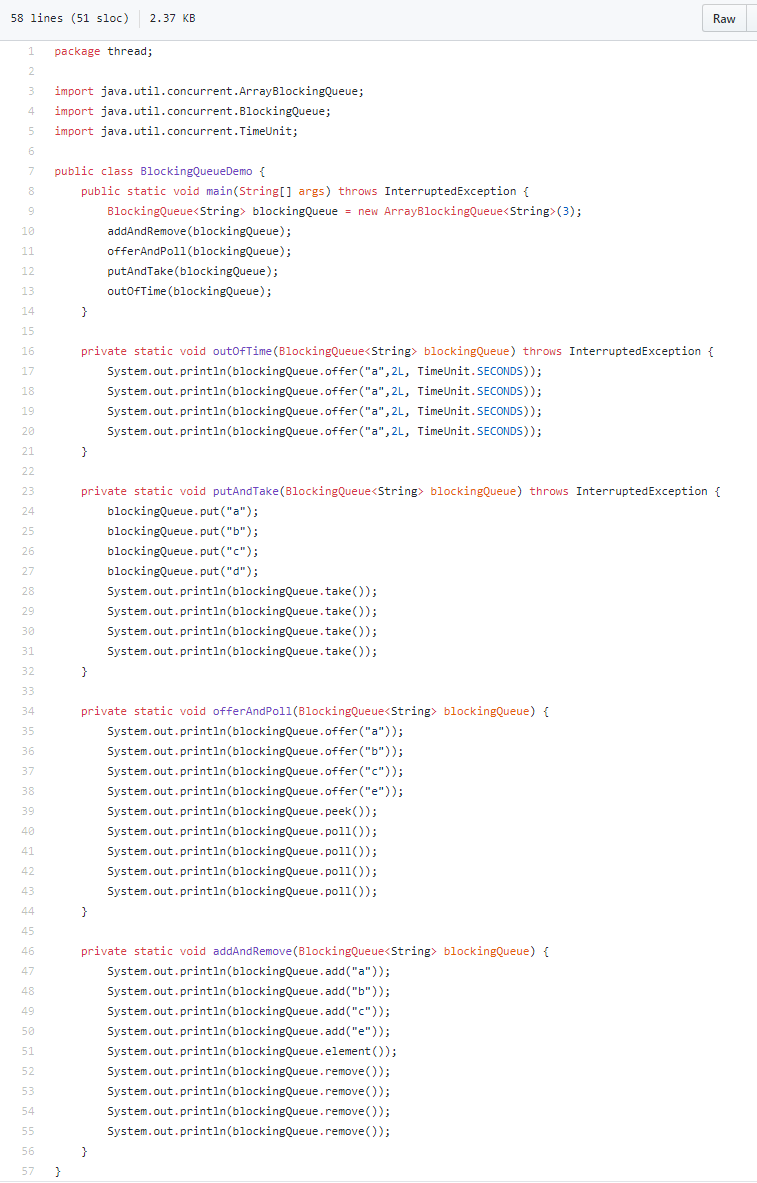 58 lines (51 sloc) 2.37 KB Raw
1 package thread;
2
3 import java.util.concurrent.ArrayBlockingQueue;
4 import java.util.concurrent.BlockingQueue;
5 import java.util.concurrent.TimeUnit;
6
7 public class BlockingQueueDemo {
8     public static void main(String[] args) throws InterruptedException {
9         BlockingQueue<String> blockingQueue = new ArrayBlockingQueue<String>(3);
10         addAndRemove(blockingQueue);
11         offerAndPoll(blockingQueue);
12         putAndTake(blockingQueue);
13         outOfTime(blockingQueue);
14     }
15
16     private static void outOfTime(BlockingQueue<String> blockingQueue) throws InterruptedException {
17         System.out.println(blockingQueue.offer("a",2L, TimeUnit.SECONDS));
18         System.out.println(blockingQueue.offer("a",2L, TimeUnit.SECONDS));
19         System.out.println(blockingQueue.offer("a",2L, TimeUnit.SECONDS));
20         System.out.println(blockingQueue.offer("a",2L, TimeUnit.SECONDS));
21     }
22
23     private static void putAndTake(BlockingQueue<String> blockingQueue) throws InterruptedException {
24         blockingQueue.put("a");
25         blockingQueue.put("b");
26         blockingQueue.put("c");
27         blockingQueue.put("d");
28         System.out.println(blockingQueue.take());
29         System.out.println(blockingQueue.take());
30         System.out.println(blockingQueue.take());
31         System.out.println(blockingQueue.take());
32     }
33
34     private static void offerAndPoll(BlockingQueue<String> blockingQueue) {
35         System.out.println(blockingQueue.offer("a"));
36         System.out.println(blockingQueue.offer("b"));
37         System.out.println(blockingQueue.offer("c"));
38         System.out.println(blockingQueue.offer("e"));
39         System.out.println(blockingQueue.peek());
40         System.out.println(blockingQueue.poll());
41         System.out.println(blockingQueue.poll());
42         System.out.println(blockingQueue.poll());
43         System.out.println(blockingQueue.poll());
44     }
45
46     private static void addAndRemove(BlockingQueue<String> blockingQueue) {
47         System.out.println(blockingQueue.add("a"));
48         System.out.println(blockingQueue.add("b"));
49         System.out.println(blockingQueue.add("c"));
50         System.out.println(blockingQueue.add("e"));
51         System.out.println(blockingQueue.element());
52         System.out.println(blockingQueue.remove());
53         System.out.println(blockingQueue.remove());
54         System.out.println(blockingQueue.remove());
55         System.out.println(blockingQueue.remove());
56     }
57 }